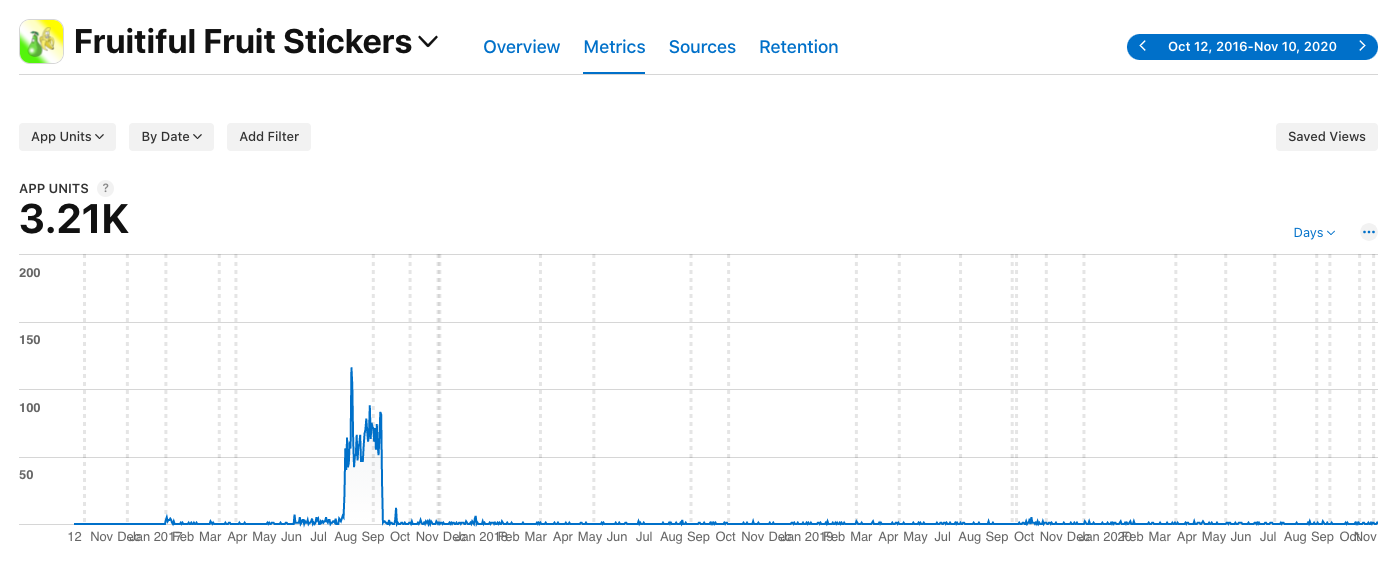 Fruitiful Fruit Stickers
Overview Metrics Sources Retention
Oct 12, 2016-Nov 10, 2020
App Units By Date Add Filter Saved Views
APP UNITS ?
3.21K
Days
200
150
100
50
12 Nov Dec Jan 2017 Feb Mar Apr May Jun Jul Aug Sep Oct Nov Dec Jan 2018 Feb Mar Apr May Jun Jul Aug Sep Oct Nov Dec Jan 2019 Feb Mar Apr May Jun Jul Aug Sep Oct Nov Dec Jan 2020 Feb Mar Apr May Jun Jul Aug Sep Oct Nov